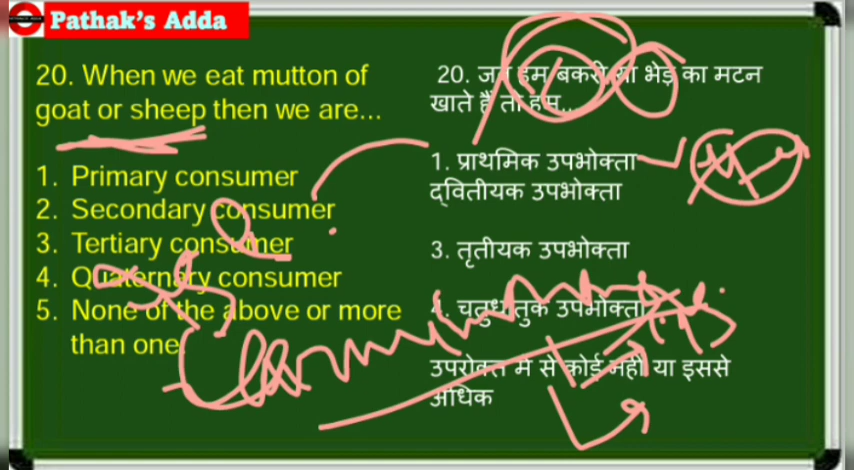 Pathak's Adda
20. When we eat mutton of
goat or sheep then we are...
1. Primary consumer
2. Secondary consumer
3. Tertiary consumer
4. Quaternary consumer
5. None of the above or more
than one
20. जब हम बकरी या भेड़ का मटन
खाते हैं तो हम...
1. प्राथमिक उपभोक्ता
द्वितीयक उपभोक्ता
3. तृतीयक उपभोक्ता
4. उपभोक्ता
उपरोक्त में से कोई नहीं या इससे
अधिक